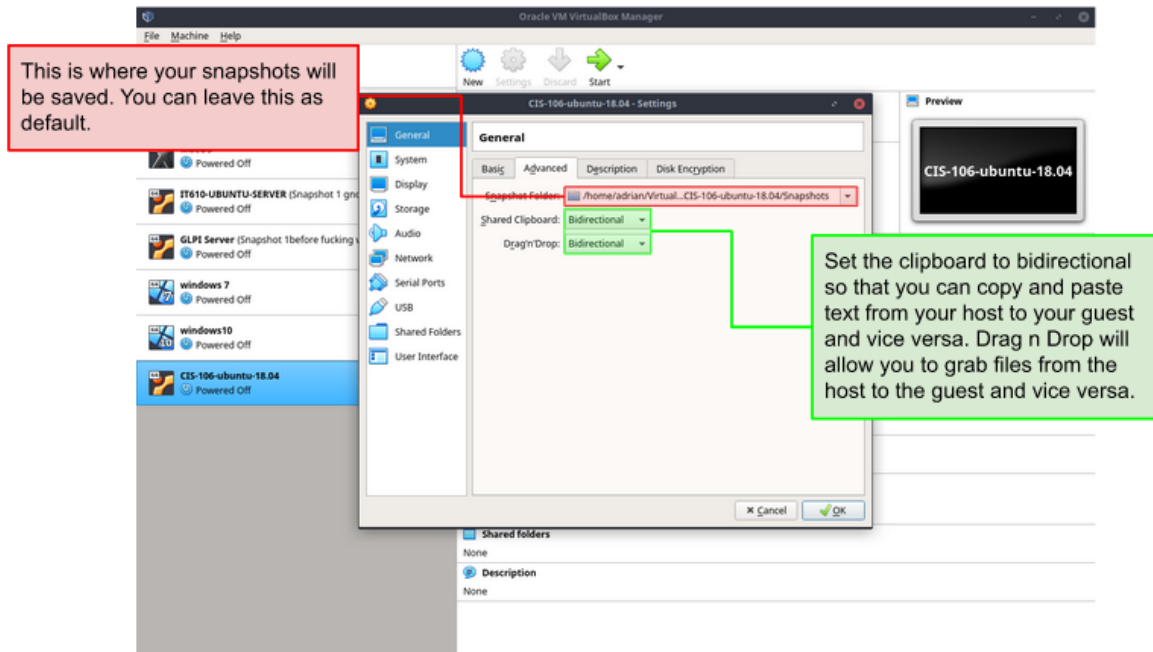 Oracle VM VirtualBox Manager
File Machine Help
This is where your snapshots will
be saved. You can leave this as
default.
New Settings Discard Start
CIS-106-ubuntu-18.04 - Settings
Preview
CIS-106-ubuntu-18.04
Powered Off
IT610-UBUNTU-SERVER (Snapshot 1 gno
Powered Off
GLPI Server (Snapshot 1before fucking
Powered Off
windows 7
Powered Off
windows10
Powered Off
CIS-106-ubuntu-18.04
Powered Off
General
System
Display
Storage
Audio
Network
Serial Ports
USB
Shared Folders
User Interface
General
Basic Advanced Description Disk Encryption
Snapshot Folder: /home/adrian/Virtual...CIS-106-ubuntu-18.04/Snapshots
Shared Clipboard: Bidirectional
Drag'n'Drop: Bidirectional
Set the clipboard to bidirectional
so that you can copy and paste
text from your host to your guest
and vice versa. Drag n Drop will
allow you to grab files from the
host to the guest and vice versa.
Cancel OK
Shared folders
None
Description
None